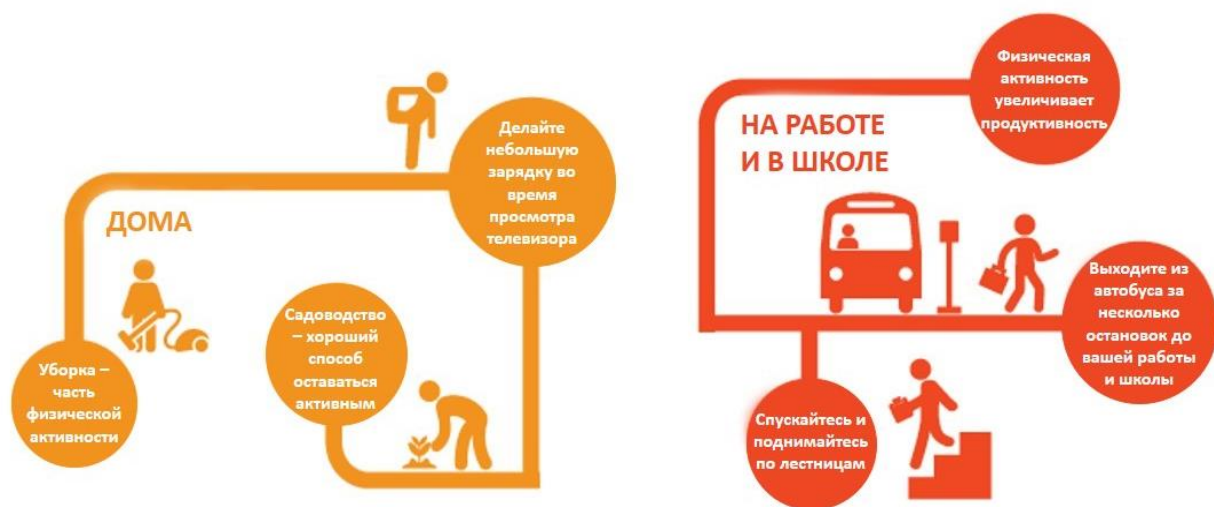 ДОМА
Делайте
небольшую
зарядку во
время
просмотра
телевизора
Садоводство
– хороший
способ
оставаться
активным
Уборка –
часть
физической
активности
НА РАБОТЕ
И В ШКОЛЕ
Физическая
активность
увеличивает
продуктивность
Выходите из
автобуса за
несколько
остановок до
вашей работы
и школы
Спускайтесь и
поднимайтесь
по лестницам